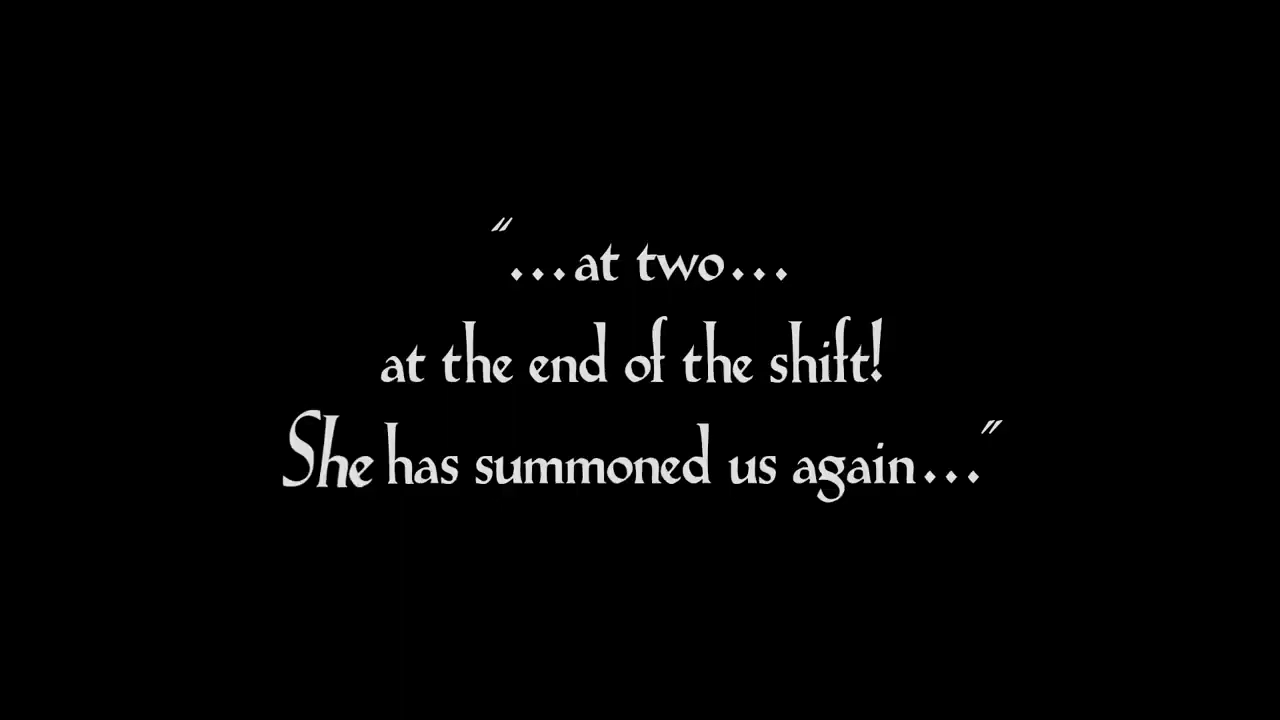 "...at two...
at the end of the shift!
She has summoned us again..."